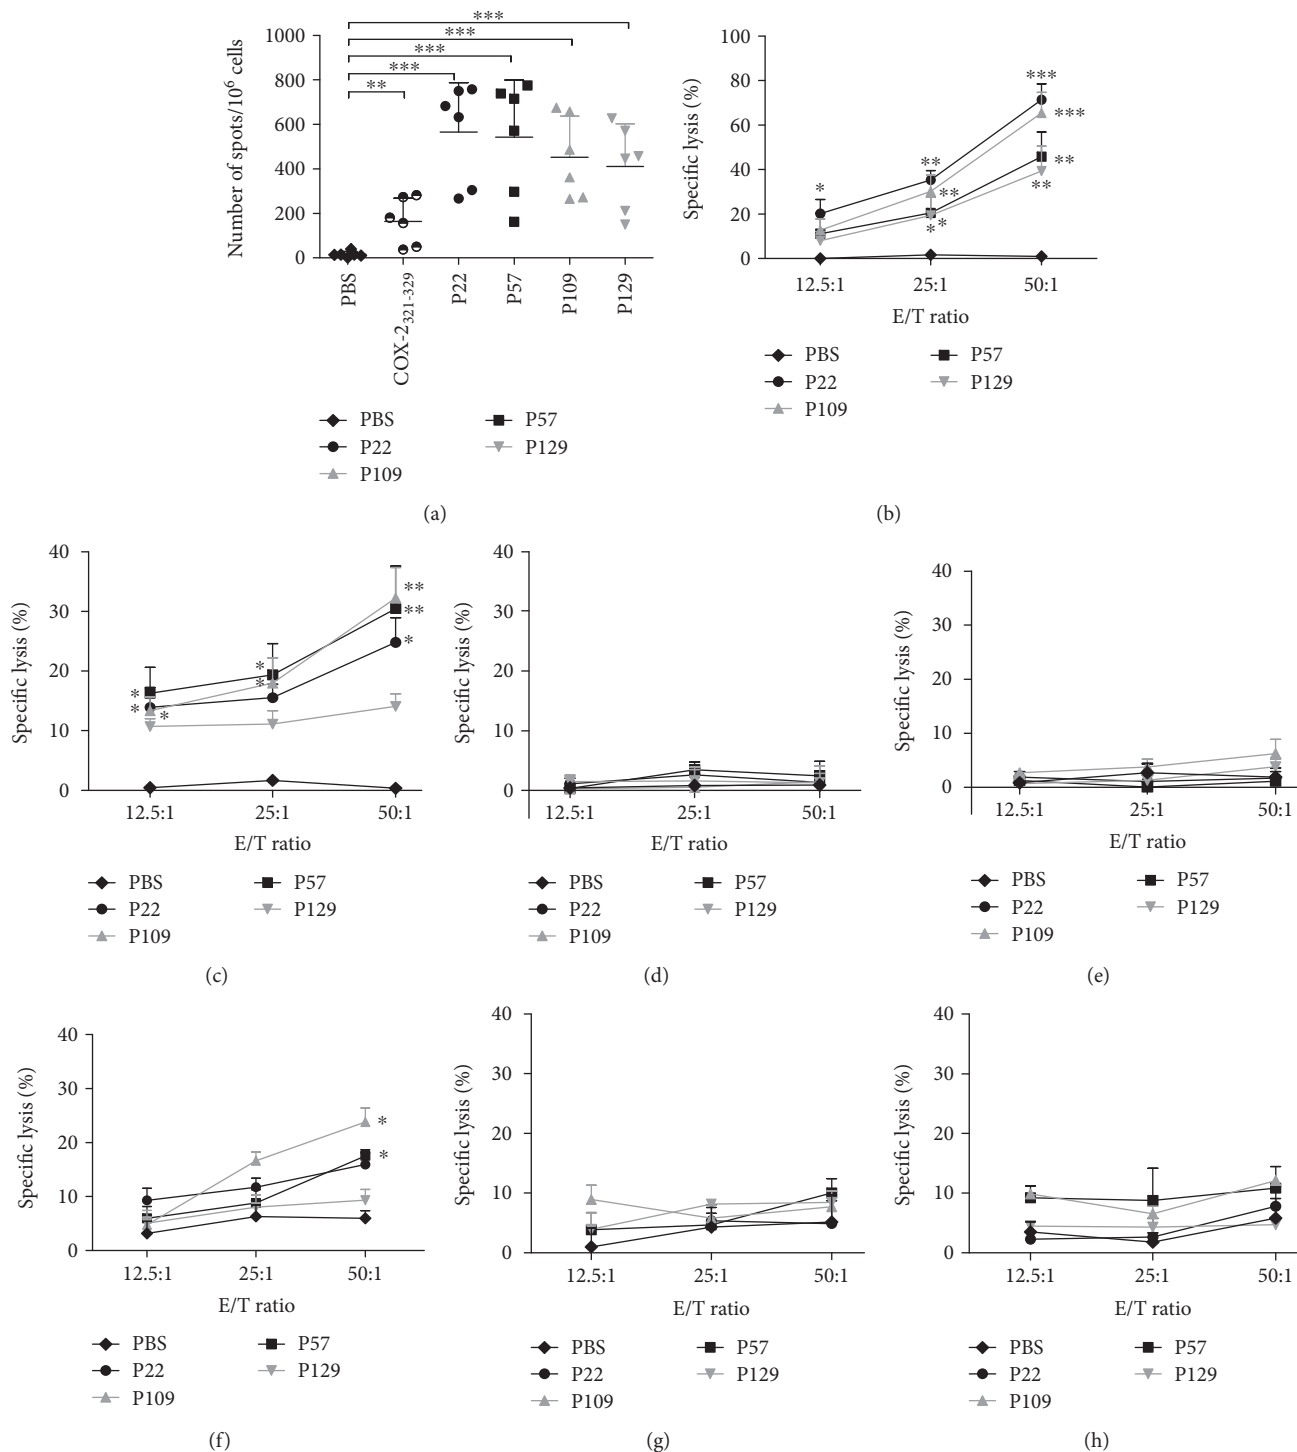 Number of spots/10⁶ cells
1000
800
600
400
200
0
***
***
***
***
**
PBS
COX-2₃₂₁₋₃₂₉
P22
P57
P109
P129
PBS
P57
P22
P129
P109
(a)
Specific lysis (%)
100
80
60
40
20
0
*
**
**
*
*
***
***
**
**
12.5:1
25:1
50:1
E/T ratio
PBS
P57
P22
P129
P109
(b)
Specific lysis (%)
40
30
20
10
0
*
*
*
*
*
**
**
*
12.5:1
25:1
50:1
E/T ratio
PBS
P57
P22
P129
P109
(c)
Specific lysis (%)
40
30
20
10
0
12.5:1
25:1
50:1
E/T ratio
PBS
P57
P22
P129
P109
(d)
Specific lysis (%)
40
30
20
10
0
12.5:1
25:1
50:1
E/T ratio
PBS
P57
P22
P129
P109
(e)
Specific lysis (%)
40
30
20
10
0
*
*
12.5:1
25:1
50:1
E/T ratio
PBS
P57
P22
P129
P109
(f)
Specific lysis (%)
40
30
20
10
0
12.5:1
25:1
50:1
E/T ratio
PBS
P57
P22
P129
P109
(g)
Specific lysis (%)
40
30
20
10
0
12.5:1
25:1
50:1
E/T ratio
PBS
P57
P22
P129
P109
(h)